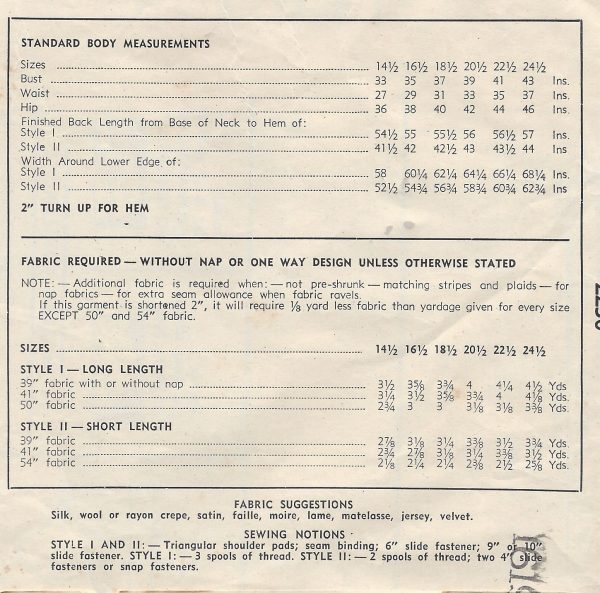 STANDARD BODY MEASUREMENTS
Sizes 14½ 16½ 18½ 20½ 22½ 24½
Bust 33 35 37 39 41 43 Ins.
Waist 27 29 31 33 35 37 Ins.
Hip 36 38 40 42 44 46 Ins.
Finished Back Length from Base of Neck to Hem of:
Style I 54½ 55 55½ 56 56½ 57 Ins.
Style II 41½ 42 42½ 43 43½ 44 Ins
Width Around Lower Edge of:
Style I 58 60¼ 62¼ 64¼ 66¼ 68¼ Ins.
Style II 52½ 54¾ 56¾ 58¾ 60¾ 62¾ Ins
2" TURN UP FOR HEM
FABRIC REQUIRED — WITHOUT NAP OR ONE WAY DESIGN UNLESS OTHERWISE STATED
NOTE: — Additional fabric is required when: — not pre-shrunk — matching stripes and plaids — for
nap fabrics — for extra seam allowance when fabric ravels.
If this garment is shortened 2", it will require ⅛ yard less fabric than yardage given for every size
EXCEPT 50" and 54" fabric.
SIZES 14½ 16½ 18½ 20½ 22½ 24½
STYLE I — LONG LENGTH
39" fabric with or without nap 3½ 3⅝ 3¾ 4 4¼ 4½ Yds
41" fabric 3¼ 3½ 3⅝ 3¾ 4 4⅛ Yds
50" fabric 2¾ 3 3 3⅛ 3⅛ 3⅜ Yds
STYLE II — SHORT LENGTH
39" fabric 2⅞ 3⅛ 3¼ 3⅜ 3½ 3¾ Yds.
41" fabric 2¾ 2⅞ 3⅛ 3¼ 3⅜ 3½ Yds.
54" fabric 2⅛ 2¼ 2¼ 2⅜ 2½ 2⅝ Yds.
FABRIC SUGGESTIONS
Silk, wool or rayon crepe, satin, faille, moire, lame, matelasse, jersey, velvet.
SEWING NOTIONS
STYLE I AND II: — Triangular shoulder pads; seam binding; 6" slide fastener; 9" or 10"
slide fastener. STYLE I: — 3 spools of thread. STYLE II: — 2 spools of thread; two 4" slide
fasteners or snap fasteners.